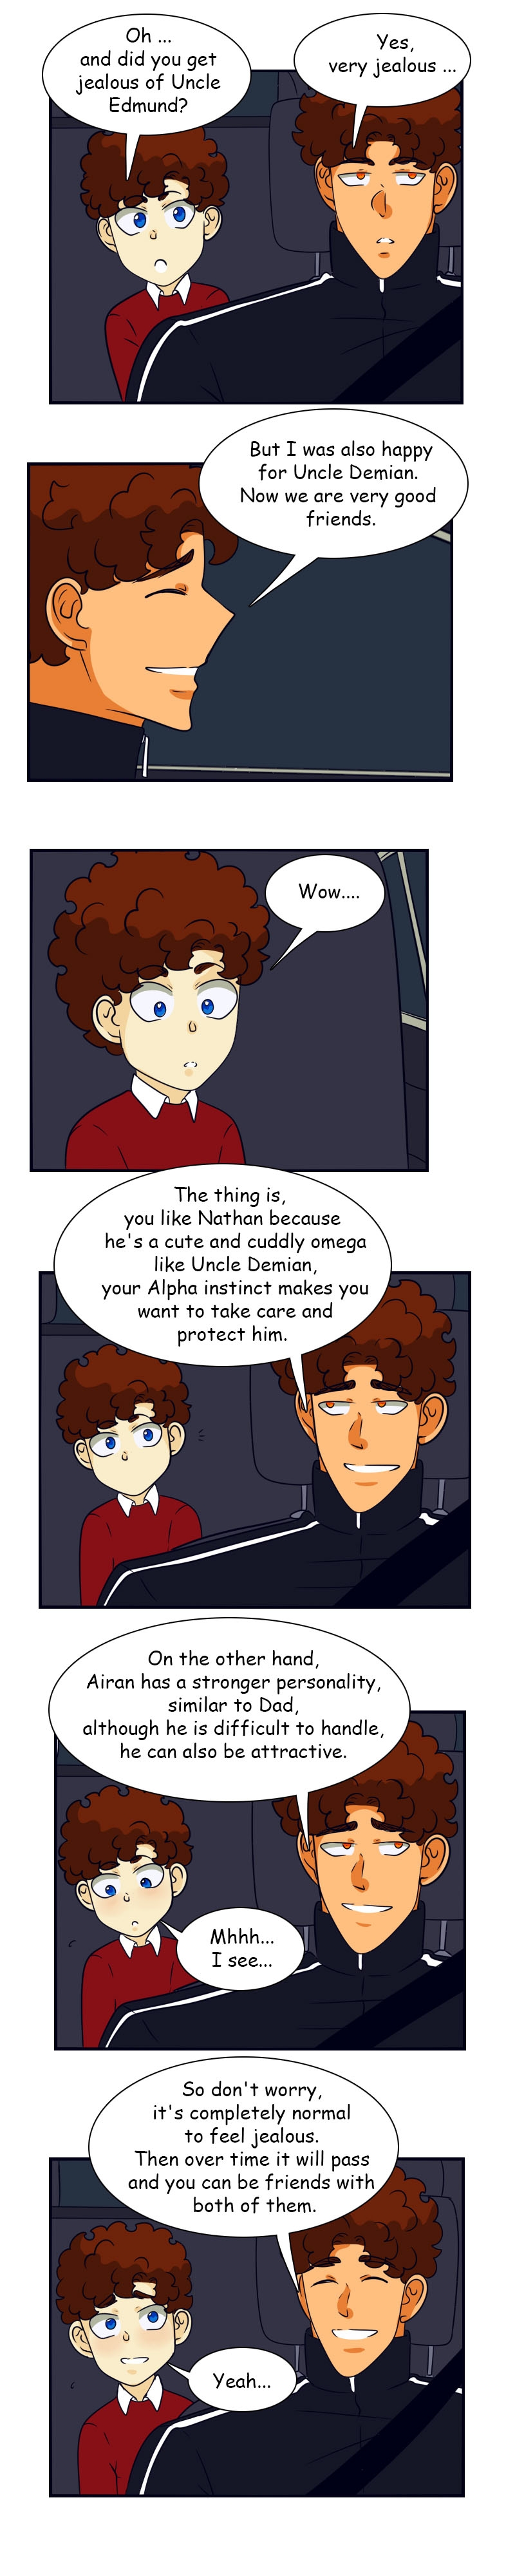 Oh ...
and did you get
jealous of Uncle
Edmund?
Yes,
very jealous ...
But I was also happy
for Uncle Demian.
Now we are very good
friends.
Wow....
The thing is,
you like Nathan because
he's a cute and cuddly omega
like Uncle Demian,
your Alpha instinct makes you
want to take care and
protect him.
On the other hand,
Airan has a stronger personality,
similar to Dad,
although he is difficult to handle,
he can also be attractive.
Mhhh...
I see...
So don't worry,
it's completely normal
to feel jealous.
Then over time it will pass
and you can be friends with
both of them.
Yeah...